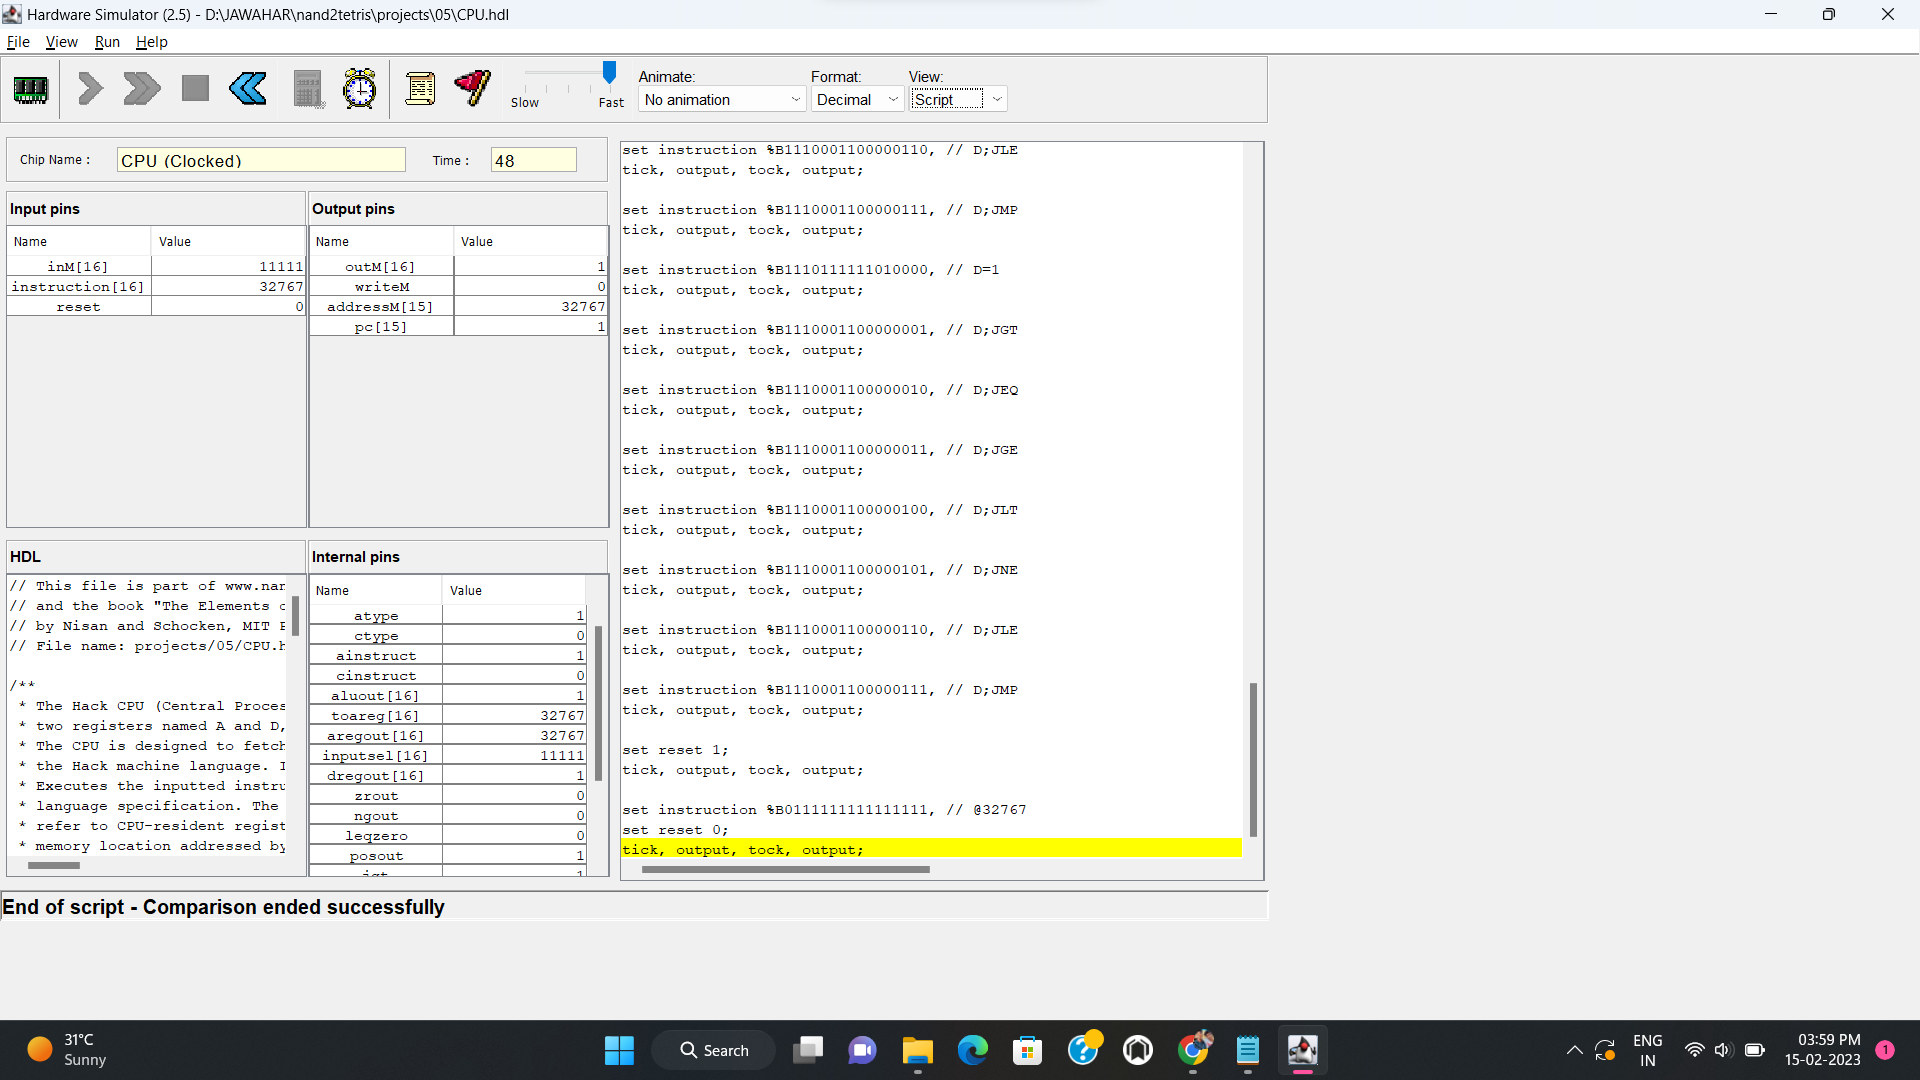 Hardware Simulator (2.5) - D:\JAWAHAR\nand2tetris\projects\05\CPU.hdl
File View Run Help
Slow Fast
Animate: Format: View:
No animation Decimal Script
Chip Name : CPU (Clocked) Time : 48
Input pins
Name Value
inM[16] 11111
instruction[16] 32767
reset 0
Output pins
Name Value
outM[16] 1
writeM 0
addressM[15] 32767
pc[15] 1
HDL
// This file is part of www.nan
// and the book "The Elements
// by Nisan and Schocken, MIT
// File name: projects/05/CPU.h
/**
* The Hack CPU (Central Proces
* two registers named A and D,
* The CPU is designed to fetch
* the Hack machine language.
* Executes the inputted instru
* language specification. The
* refer to CPU-resident regist
* memory location addressed by
Internal pins
Name Value
atype 1
ctype 0
ainstruct 1
cinstruct 0
aluout[16] 1
toareg[16] 32767
aregout[16] 32767
inputsel[16] 11111
dregout[16] 1
zrout 0
ngout 0
leqzero 0
posout 1
set instruction %B1110001100000110, // D;JLE
tick, output, tock, output;
set instruction %B1110001100000111, // D;JMP
tick, output, tock, output;
set instruction %B1110111111010000, // D=1
tick, output, tock, output;
set instruction %B1110001100000001, // D;JGT
tick, output, tock, output;
set instruction %B1110001100000010, // D;JEQ
tick, output, tock, output;
set instruction %B1110001100000011, // D;JGE
tick, output, tock, output;
set instruction %B1110001100000100, // D;JLT
tick, output, tock, output;
set instruction %B1110001100000101, // D;JNE
tick, output, tock, output;
set instruction %B1110001100000110, // D;JLE
tick, output, tock, output;
set instruction %B1110001100000111, // D;JMP
tick, output, tock, output;
set reset 1;
tick, output, tock, output;
set instruction %B0111111111111111, // @32767
set reset 0;
tick, output, tock, output;
End of script - Comparison ended successfully
31°C
Sunny
Search
ENG
IN
03:59 PM
15-02-2023
1